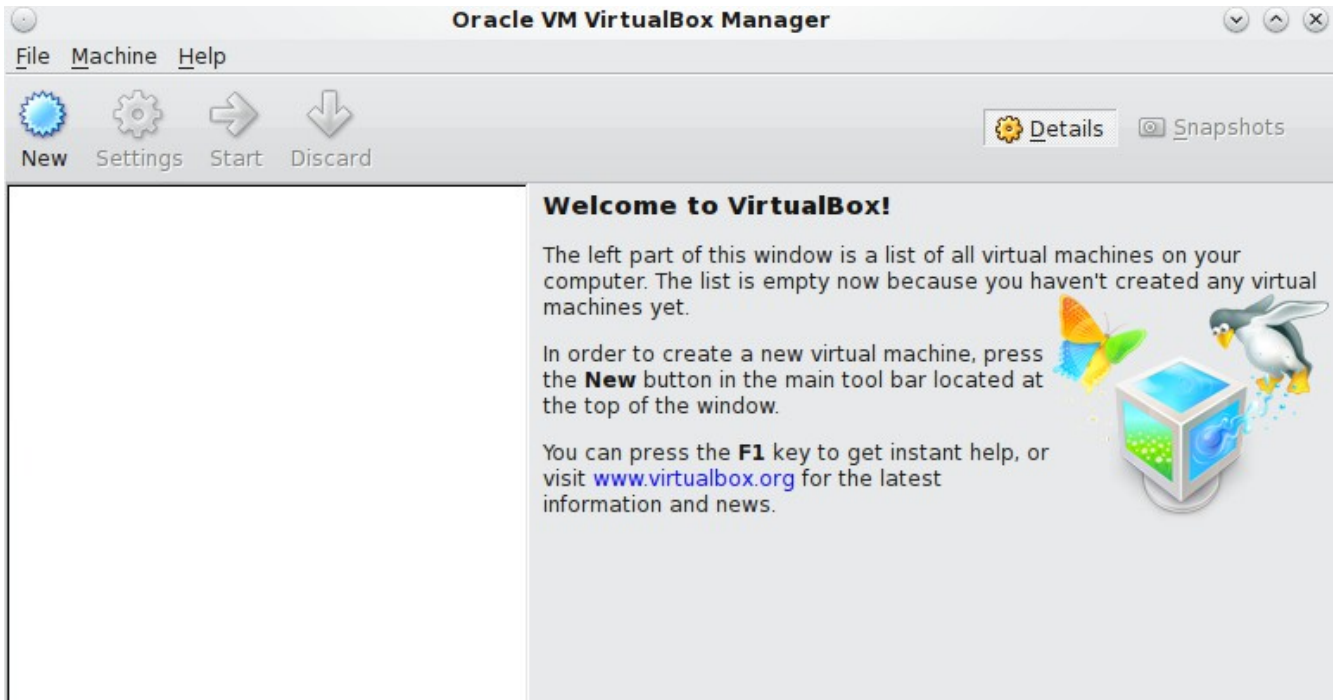 Oracle VM VirtualBox Manager
File Machine Help
New Settings Start Discard
Details Snapshots
Welcome to VirtualBox!
The left part of this window is a list of all virtual machines on your
computer. The list is empty now because you haven't created any virtual
machines yet.
In order to create a new virtual machine, press
the New button in the main tool bar located at
the top of the window.
You can press the F1 key to get instant help, or
visit www.virtualbox.org for the latest
information and news.